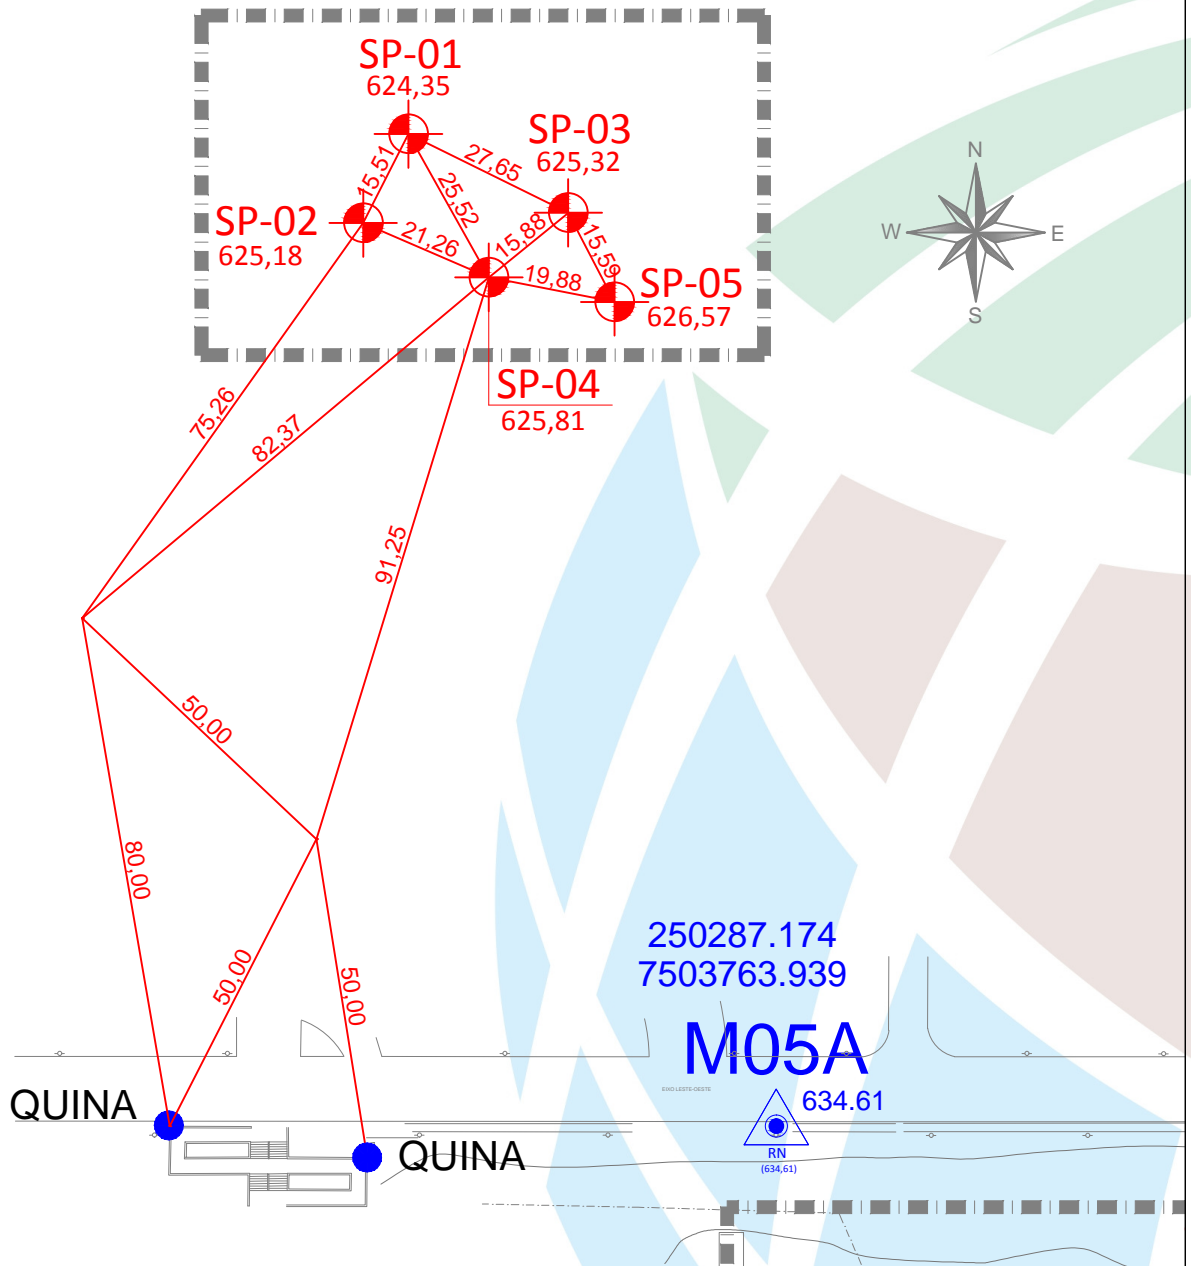 SP-01
624,35
SP-03
625,32
27,65
15,51
25,52
SP-02
625,18
21,26
15,88
15,59
19,88
SP-05
626,57
SP-04
625,81
N
W
E
S
75,26
82,37
91,25
50,00
80,00
50,00
50,00
250287.174
7503763.939
M05A
EIXO LESTE-OESTE
634.61
QUINA
QUINA
RN
(634,61)